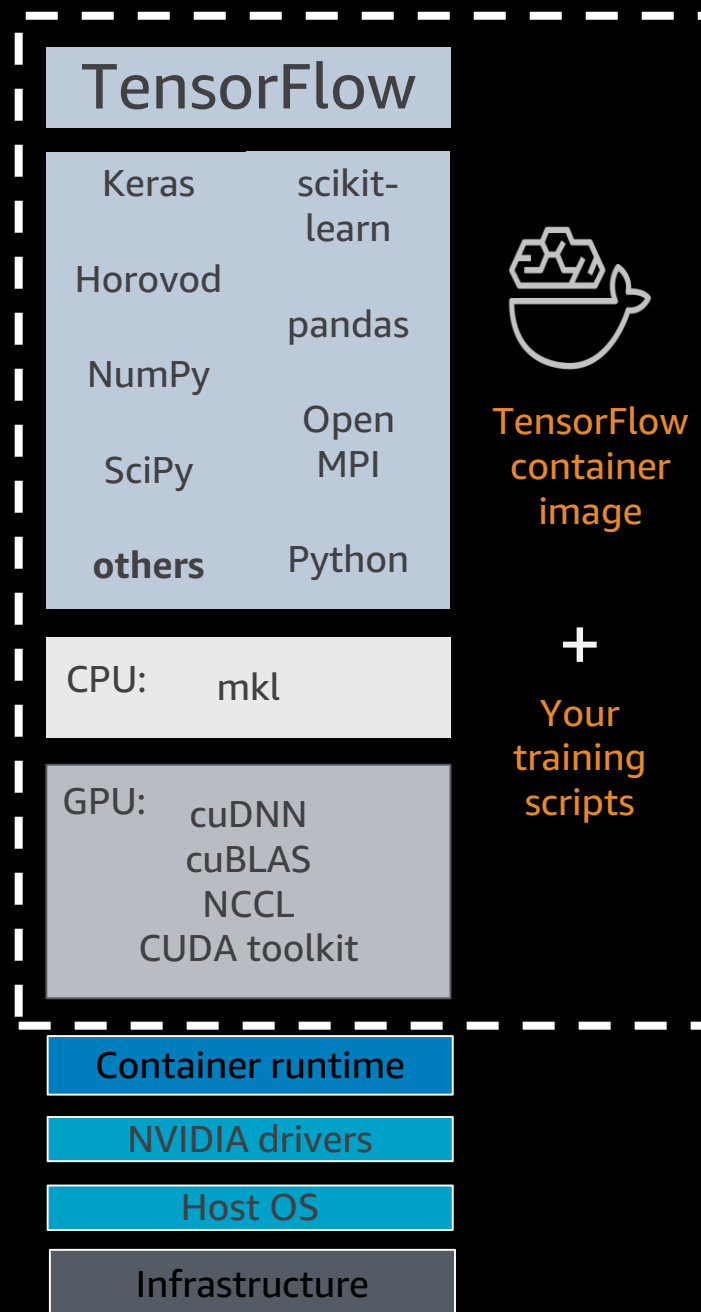 TensorFlow
Keras
Horovod
NumPy
SciPy
others
scikit-
learn
pandas
Open
MPI
Python
TensorFlow
container
image
+
Your
training
scripts
CPU: mkl
GPU: cuDNN
cuBLAS
NCCL
CUDA toolkit
Container runtime
NVIDIA drivers
Host OS
Infrastructure